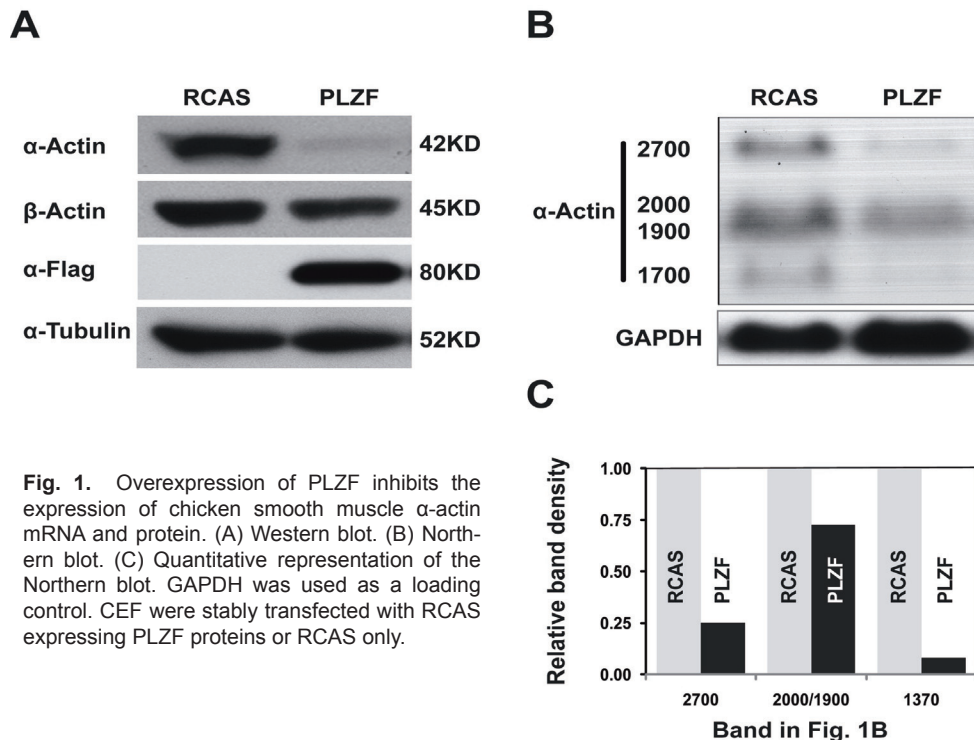 A
RCAS PLZF
α-Actin 42KD
β-Actin 45KD
α-Flag 80KD
α-Tubulin 52KD
B
RCAS PLZF
2700
α-Actin
2000
1900
1700
GAPDH
C
Relative band density
1.00
0.75
0.50
0.25
0.00
RCAS PLZF RCAS PLZF RCAS PLZF
2700 2000/1900 1370
Band in Fig. 1B
Fig. 1. Overexpression of PLZF inhibits the
expression of chicken smooth muscle α-actin
mRNA and protein. (A) Western blot. (B) North-
ern blot. (C) Quantitative representation of the
Northern blot. GAPDH was used as a loading
control. CEF were stably transfected with RCAS
expressing PLZF proteins or RCAS only.